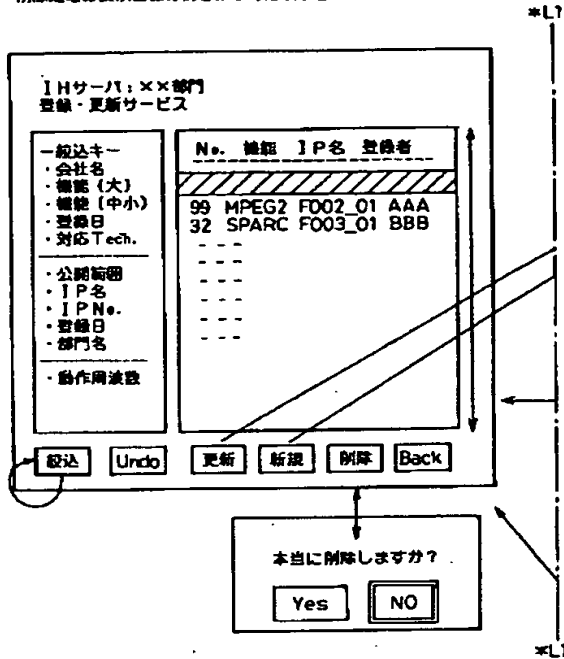 *L1
IHサーバ:××部門
登録・更新サービス
一絞込キー
・会社名
・機能(大)
・機能(中小)
・登録日
・対応Tech.
・公開範囲
・IP名
・IPNo.
・登録日
・部門名
・動作周波数
No. 機能 IP名 登録者
99 MPEG2 F002_01 AAA
32 SPARC F003_01 BBB
---
---
---
---
---
---
絞込 Undo 更新 新規 削除 Back
本当に削除しますか?
Yes NO
*L1